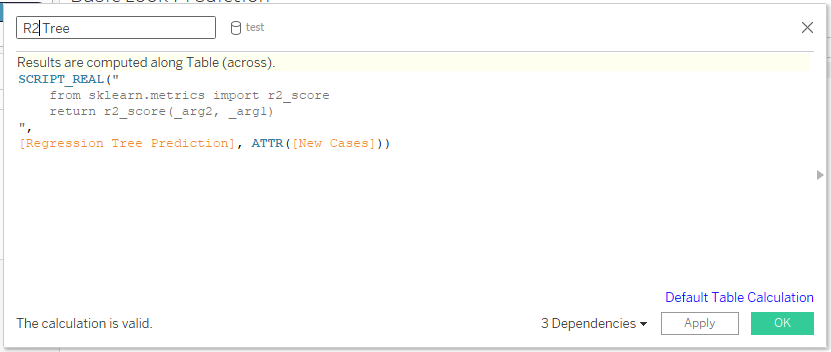 R2 Tree
test
Results are computed along Table (across).
SCRIPT_REAL("
from sklearn.metrics import r2_score
return r2_score(_arg2, _arg1)
",
[Regression Tree Prediction], ATTR([New Cases]))
Default Table Calculation
The calculation is valid.
3 Dependencies
Apply
OK